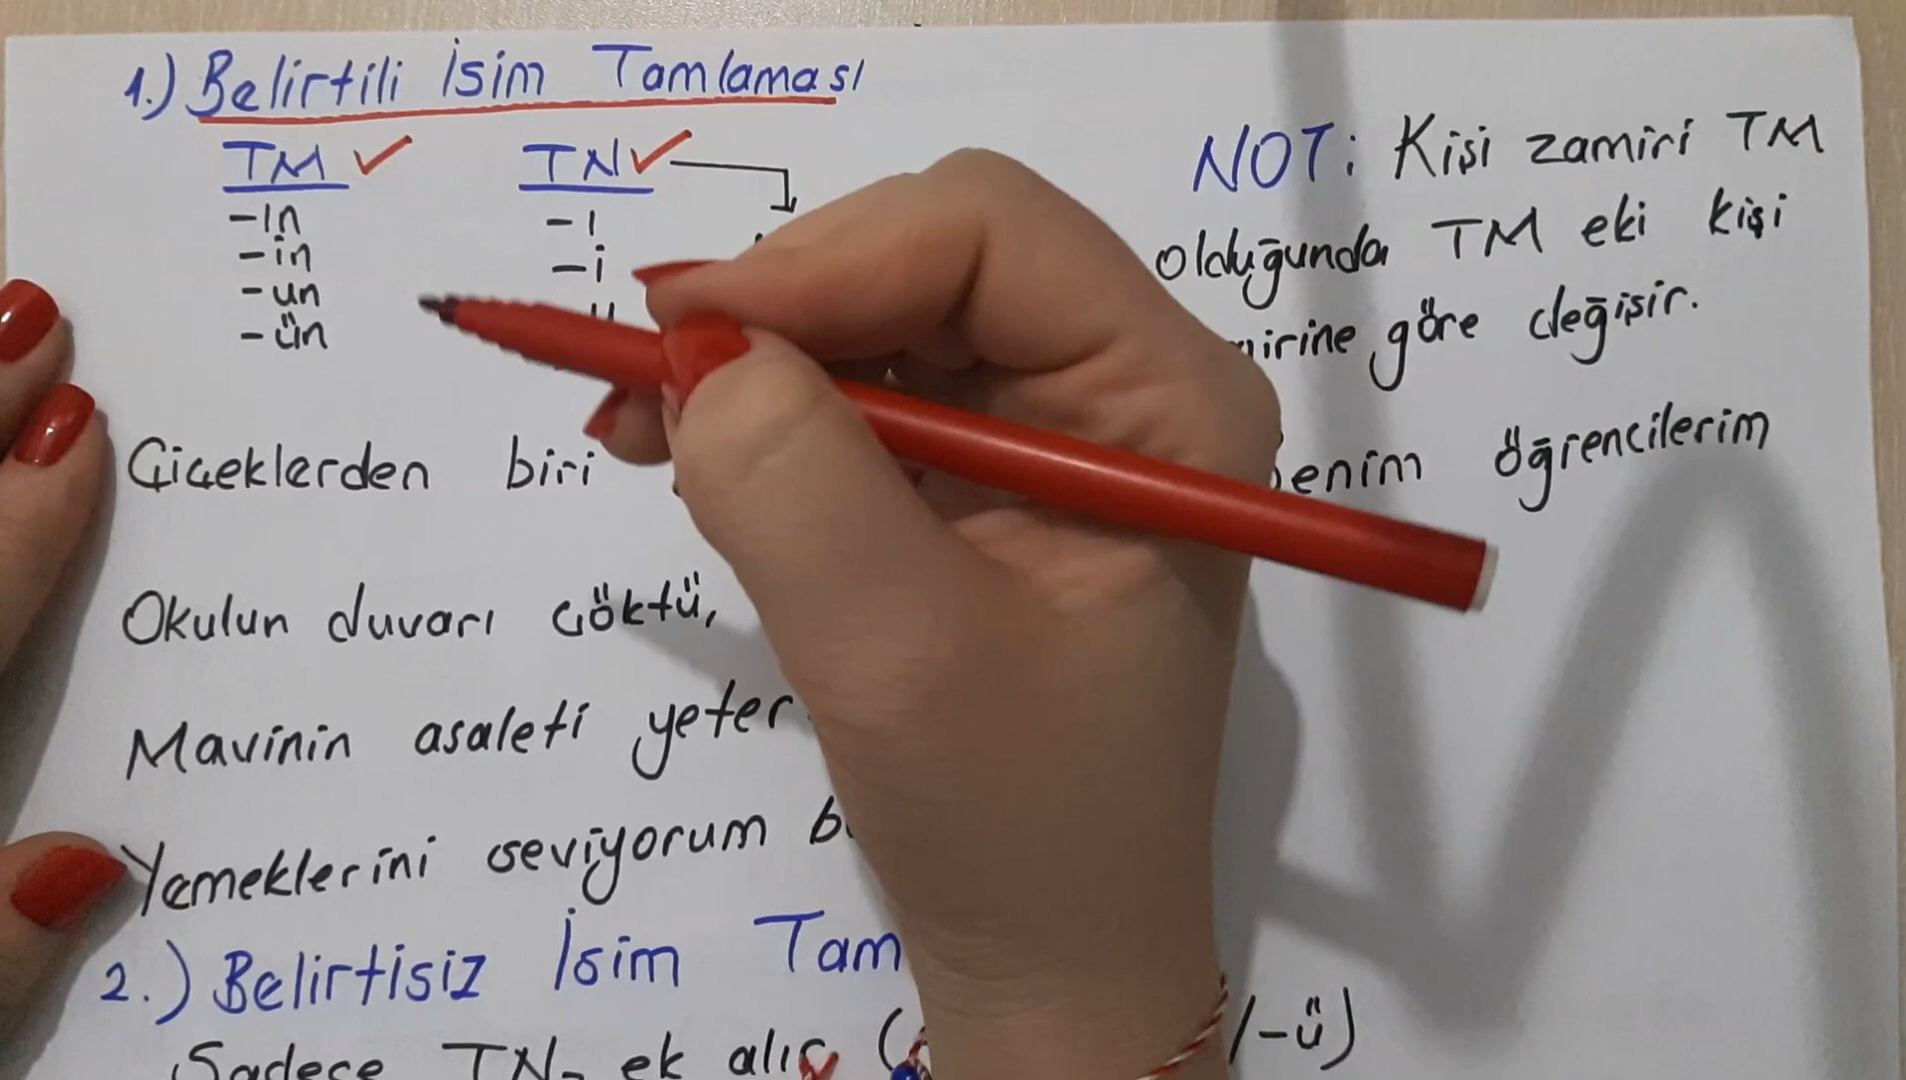 1.) Belirtili İsim Tamlaması
TM ✓ TN ✓
-ın -ı
-in -i
-un
-ün
Çiçeklerden biri
Okulun duvarı çöktü,
Mavinin asaleti yeter
Yemeklerini seviyorum
2.) Belirtisiz İsim
Sadece TN ek alır ( /-ü)
NOT: Kişi zamiri TM
olduğunda TM eki kişi
göre değişir.
benim öğrencilerim